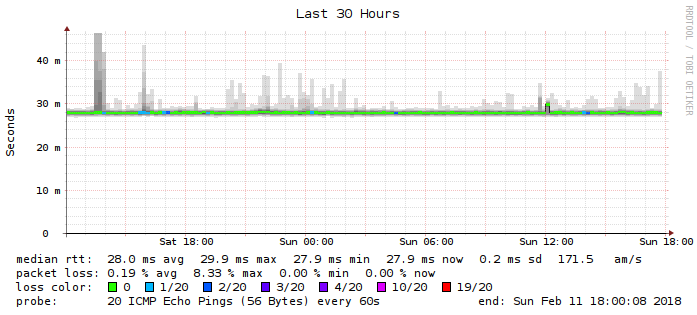 Last 30 Hours
RRDTOOL / TOBI OETIKER
Seconds
40 m
30 m
20 m
10 m
0
Sat 18:00 Sun 00:00 Sun 06:00 Sun 12:00 Sun 18:00
median rtt: 28.0 ms avg 29.9 ms max 27.9 ms min 27.9 ms now 0.2 ms sd 171.5 am/s
packet loss: 0.19 % avg 8.33 % max 0.00 % min 0.00 % now
loss color: 0 1/20 2/20 3/20 4/20 10/20 19/20
probe: 20 ICMP Echo Pings (56 Bytes) every 60s end: Sun Feb 11 18:00:08 2018